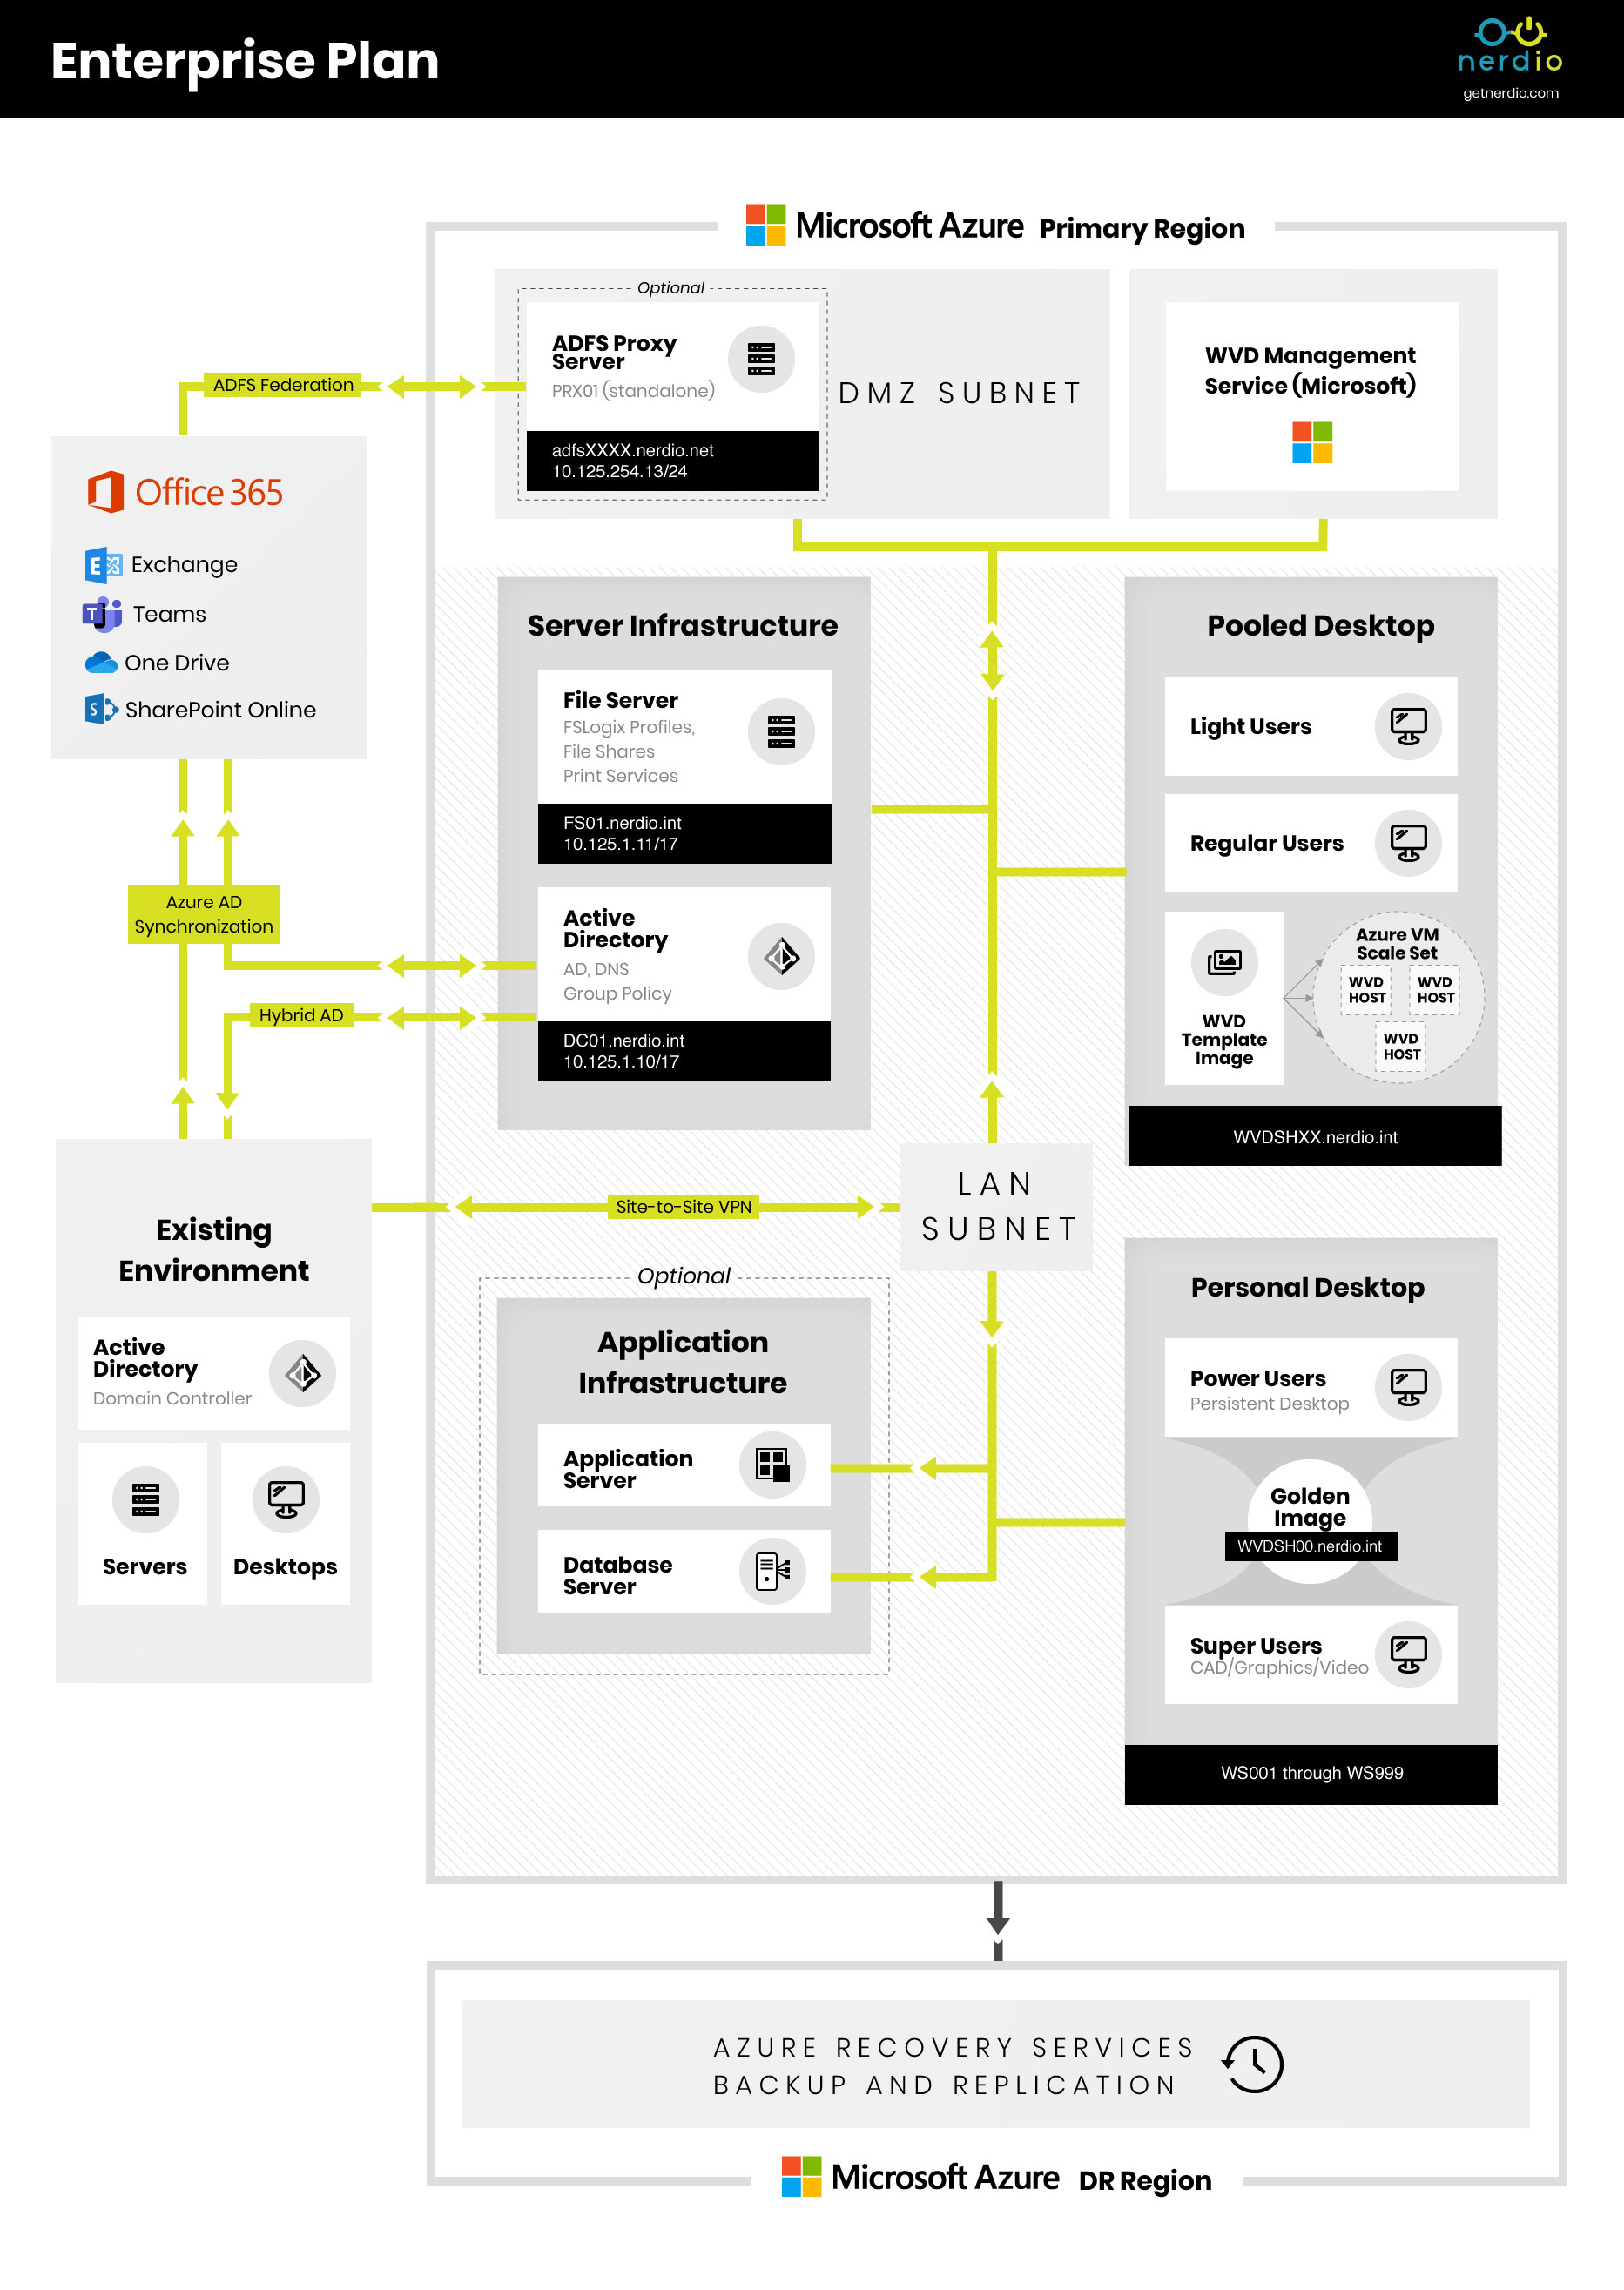 Enterprise Plan
nerdio
getnerdio.com
Microsoft Azure Primary Region
Optional
ADFS Proxy
Server
PRX01 (standalone)
adfsXXXX.nerdio.net
10.125.254.13/24
DMZ SUBNET
WVD Management
Service (Microsoft)
ADFS Federation
Office 365
Exchange
Teams
One Drive
SharePoint Online
Server Infrastructure
File Server
FSLogix Profiles,
File Shares
Print Services
FS01.nerdio.int
10.125.1.11/17
Active
Directory
AD, DNS
Group Policy
DC01.nerdio.int
10.125.1.10/17
Pooled Desktop
Light Users
Regular Users
WVD
Template
Image
Azure VM
Scale Set
WVD
HOST
WVD
HOST
WVD
HOST
WVDSHXX.nerdio.int
Azure AD
Synchronization
Hybrid AD
LAN
SUBNET
Site-to-Site VPN
Existing
Environment
Active
Directory
Domain Controller
Servers
Desktops
Optional
Application
Infrastructure
Application
Server
Database
Server
Personal Desktop
Power Users
Persistent Desktop
Golden
Image
WVDSH00.nerdio.int
Super Users
CAD/Graphics/Video
WS001 through WS999
AZURE RECOVERY SERVICES
BACKUP AND REPLICATION
Microsoft Azure DR Region